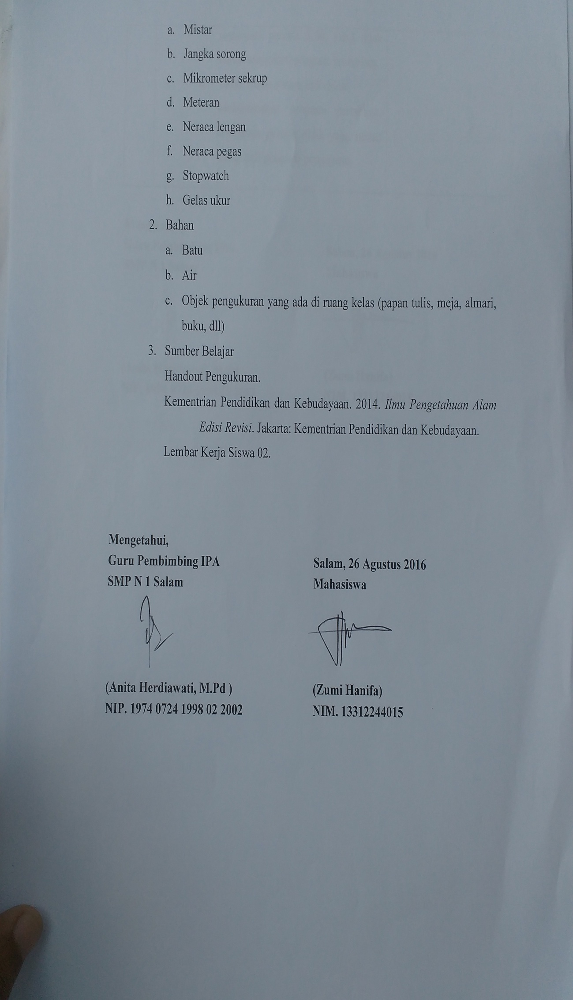 a. Mistar
b. Jangka sorong
c. Mikrometer sekrup
d. Meteran
e. Neraca lengan
f. Neraca pegas
g. Stopwatch
h. Gelas ukur
2. Bahan
a. Batu
b. Air
c. Objek pengukuran yang ada di ruang kelas (papan tulis, meja, almari,
buku, dll)
3. Sumber Belajar
Handout Pengukuran.
Kementrian Pendidikan dan Kebudayaan. 2014. Ilmu Pengetahuan Alam
Edisi Revisi. Jakarta: Kementrian Pendidikan dan Kebudayaan.
Lembar Kerja Siswa 02.
Mengetahui,
Guru Pembimbing IPA
SMP N 1 Salam
(Anita Herdiawati, M.Pd )
NIP. 1974 0724 1998 02 2002
Salam, 26 Agustus 2016
Mahasiswa
(Zumi Hanifa)
NIM. 13312244015